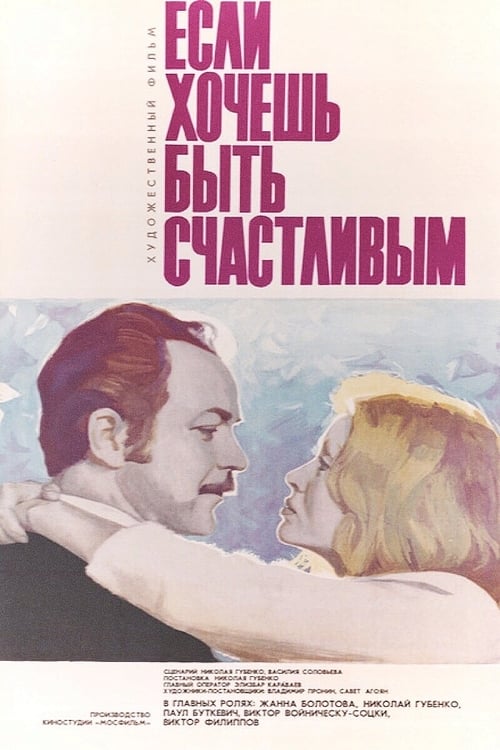 ХУДОЖЕСТВЕННЫЙ ФИЛЬМ
ЕСЛИ
ХОЧЕШЬ
БЫТЬ
СЧАСТЛИВЫМ
СЦЕНАРИЙ НИКОЛАЯ ГУБЕНКО, ВАСИЛИЯ СОЛОВЬЕВА
ПОСТАНОВКА НИКОЛАЯ ГУБЕНКО
ГЛАВНЫЙ ОПЕРАТОР ЭЛИЗБАР КАРАВАЕВ
ХУДОЖНИКИ-ПОСТАНОВЩИКИ: ВЛАДИМИР ПРОНИН, САВЕТ АГОЯН
ПРОИЗВОДСТВО
КИНОСТУДИИ «МОСФИЛЬМ»
В ГЛАВНЫХ РОЛЯХ: ЖАННА БОЛОТОВА, НИКОЛАЙ ГУБЕНКО,
ПАУЛ БУТКЕВИЧ, ВИКТОР ВОЙНИЧЕСКУ-СОЦКИ,
ВИКТОР ФИЛИППОВ